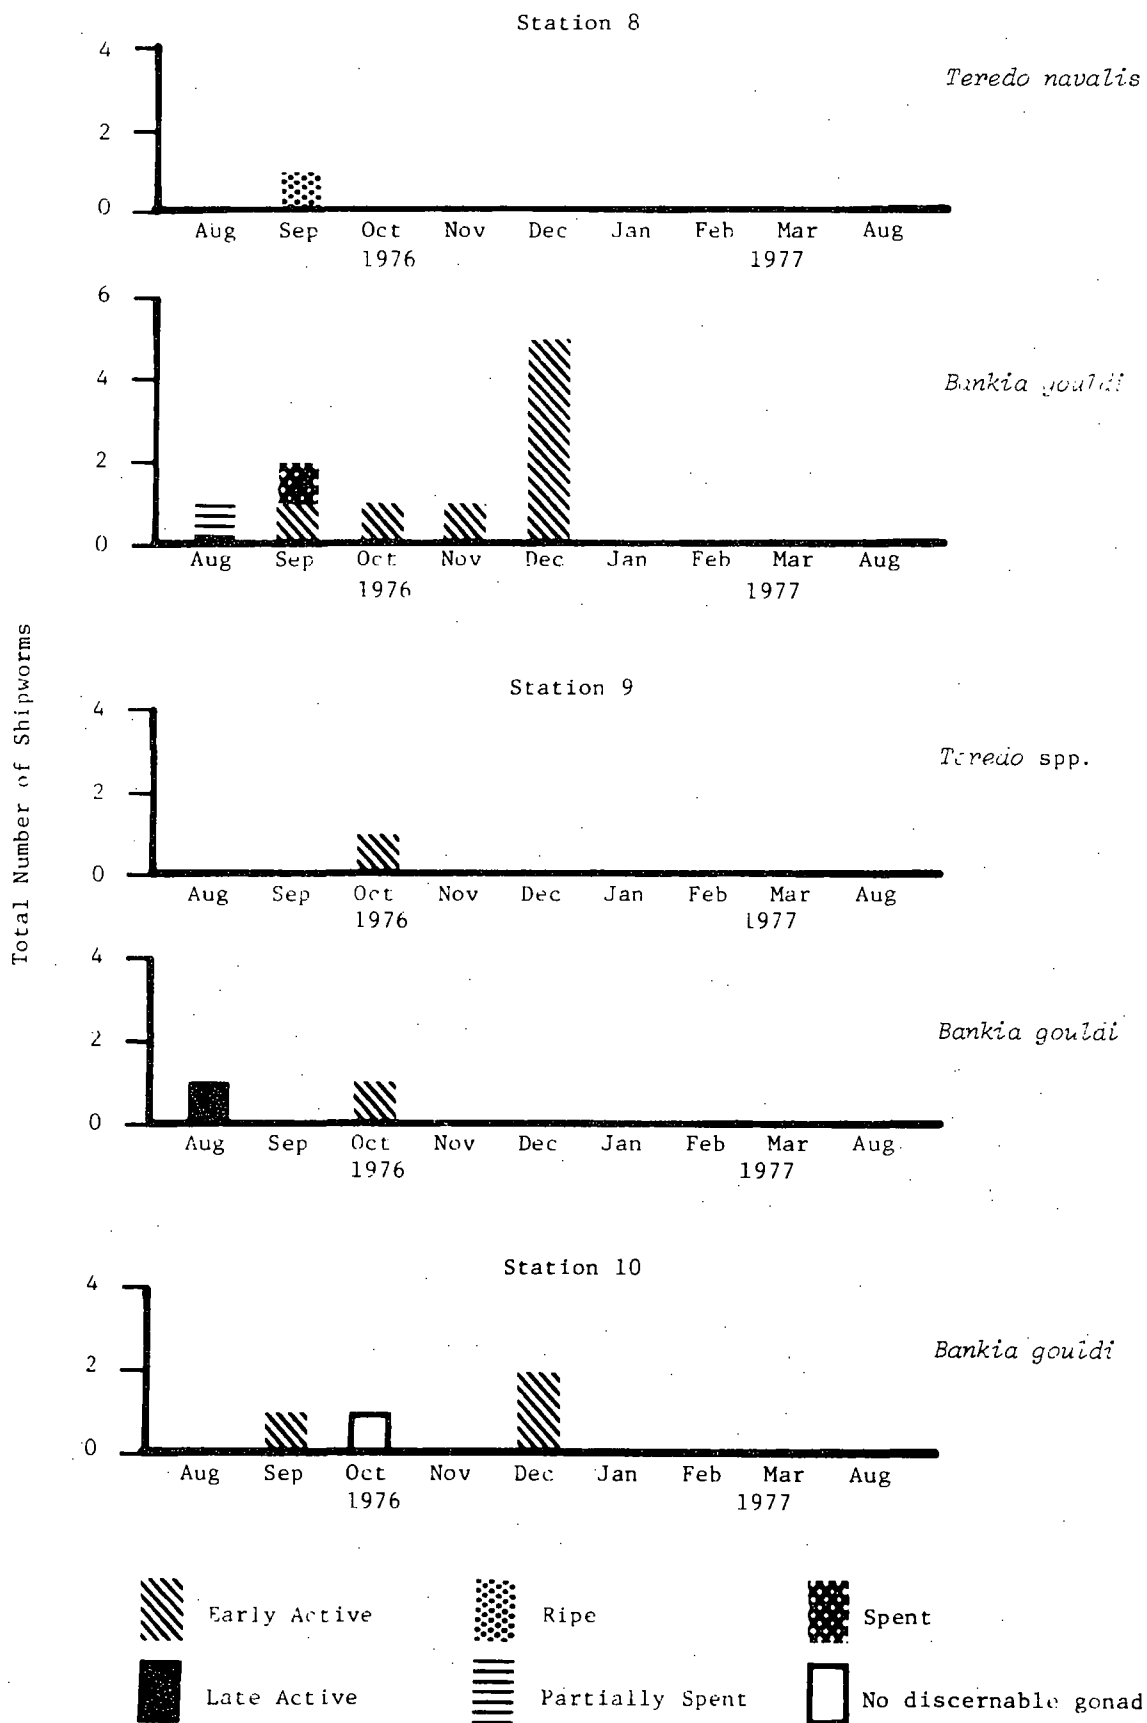 Station 8
Teredo navalis
4
2
0
Aug Sep Oct Nov Dec Jan Feb Mar Aug
1976 1977
Bankia gouldi
6
4
2
0
Aug Sep Oct Nov Dec Jan Feb Mar Aug
1976 1977
Total Number of Shipworms
Station 9
Teredo spp.
4
2
0
Aug Sep Oct Nov Dec Jan Feb Mar Aug
1976 1977
Bankia gouldi
4
2
0
Aug Sep Oct Nov Dec Jan Feb Mar Aug
1976 1977
Station 10
Bankia gouldi
4
2
0
Aug Sep Oct Nov Dec Jan Feb Mar Aug
1976 1977
Early Active Ripe Spent
Late Active Partially Spent No discernable gonad